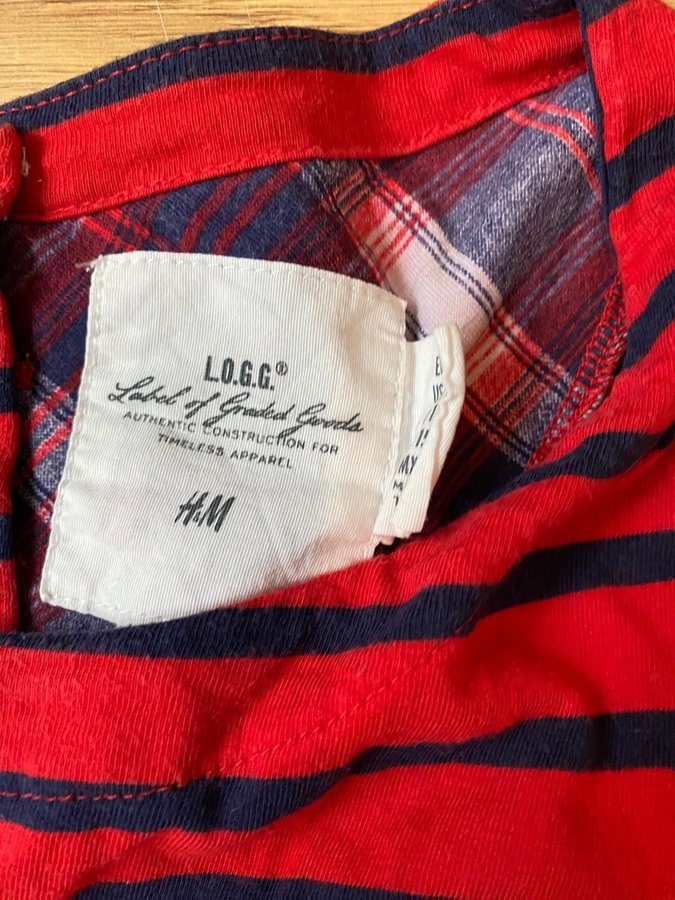 L.O.G.G.®
Label of Graded Goods
AUTHENTIC CONSTRUCTION FOR
TIMELESS APPAREL
H&M